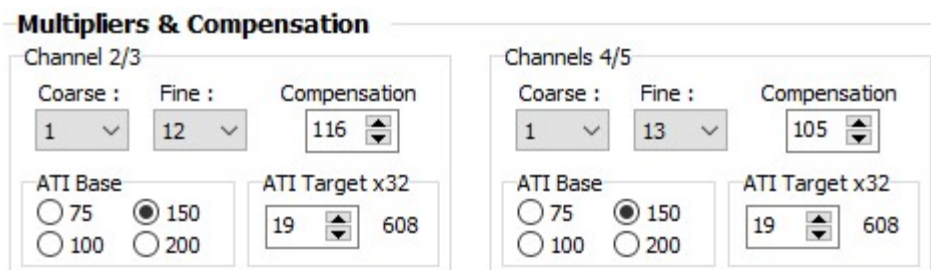 Multipliers & Compensation
Channel 2/3
Coarse : Fine : Compensation
1 12 116
ATI Base ATI Target x32
75 150
19 608
100 200
Channels 4/5
Coarse : Fine : Compensation
1 13 105
ATI Base ATI Target x32
75 150
19 608
100 200